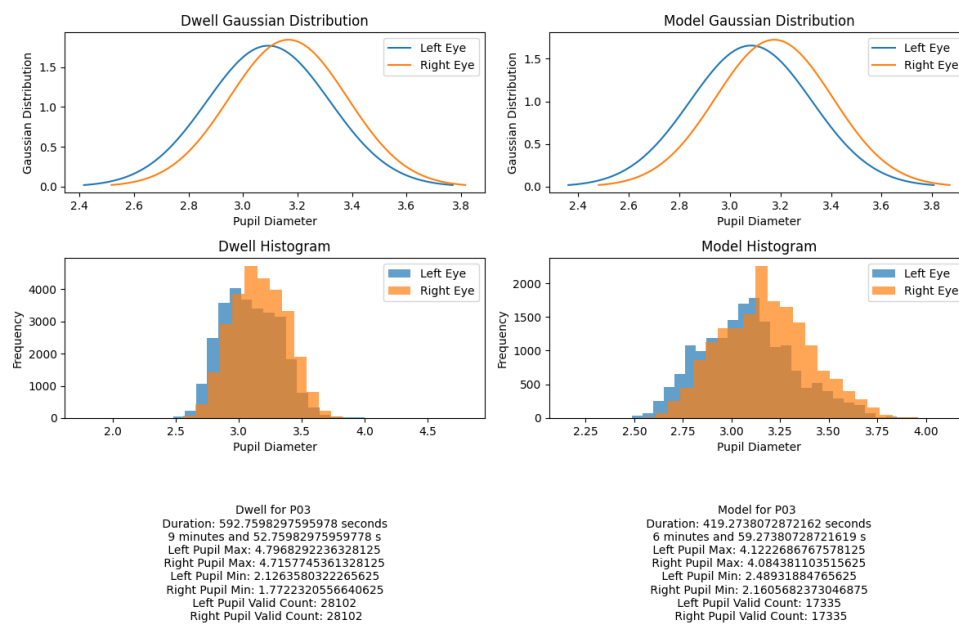 Dwell Gaussian Distribution
Gaussian Distribution
1.5
1.0
0.5
0.0
Left Eye
Right Eye
2.4 2.6 2.8 3.0 3.2 3.4 3.6 3.8
Pupil Diameter
Model Gaussian Distribution
Gaussian Distribution
1.5
1.0
0.5
0.0
Left Eye
Right Eye
2.4 2.6 2.8 3.0 3.2 3.4 3.6 3.8
Pupil Diameter
Dwell Histogram
Frequency
4000
3000
2000
1000
0
Left Eye
Right Eye
2.0 2.5 3.0 3.5 4.0 4.5
Pupil Diameter
Model Histogram
Frequency
2000
1500
1000
500
0
Left Eye
Right Eye
2.25 2.50 2.75 3.00 3.25 3.50 3.75 4.00
Pupil Diameter
Dwell for P03
Duration: 592.7598297595978 seconds
9 minutes and 52.75982975959778 s
Left Pupil Max: 4.7968292236328125
Right Pupil Max: 4.7157745361328125
Left Pupil Min: 2.1263580322265625
Right Pupil Min: 1.7722320556640625
Left Pupil Valid Count: 28102
Right Pupil Valid Count: 28102
Model for P03
Duration: 419.2738072872162 seconds
6 minutes and 59.27380728721619 s
Left Pupil Max: 4.1222686767578125
Right Pupil Max: 4.084381103515625
Left Pupil Min: 2.48931884765625
Right Pupil Min: 2.1605682373046875
Left Pupil Valid Count: 17335
Right Pupil Valid Count: 17335